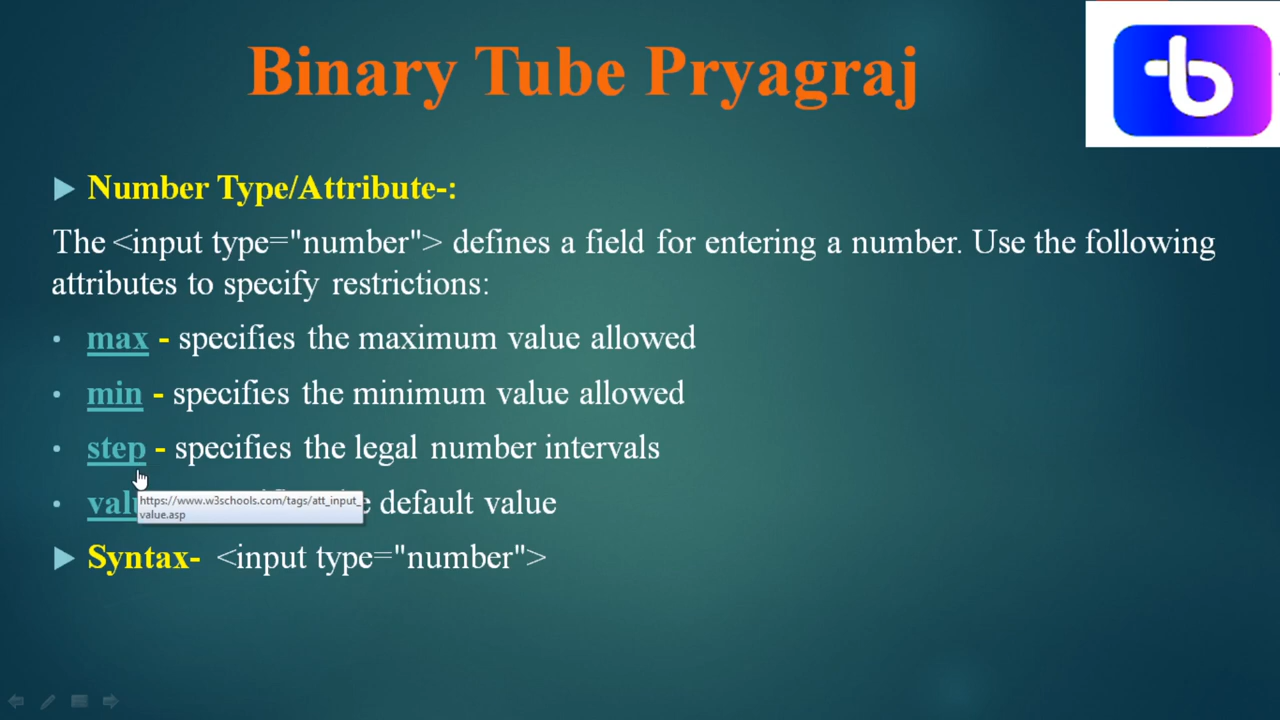 Binary Tube Pryagraj
Number Type/Attribute-:
The <input type="number"> defines a field for entering a number. Use the following
attributes to specify restrictions:
• max - specifies the maximum value allowed
• min - specifies the minimum value allowed
• step - specifies the legal number intervals
• default value
https://www.w3schools.com/tags/att_input_
value.asp
Syntax- <input type="number">